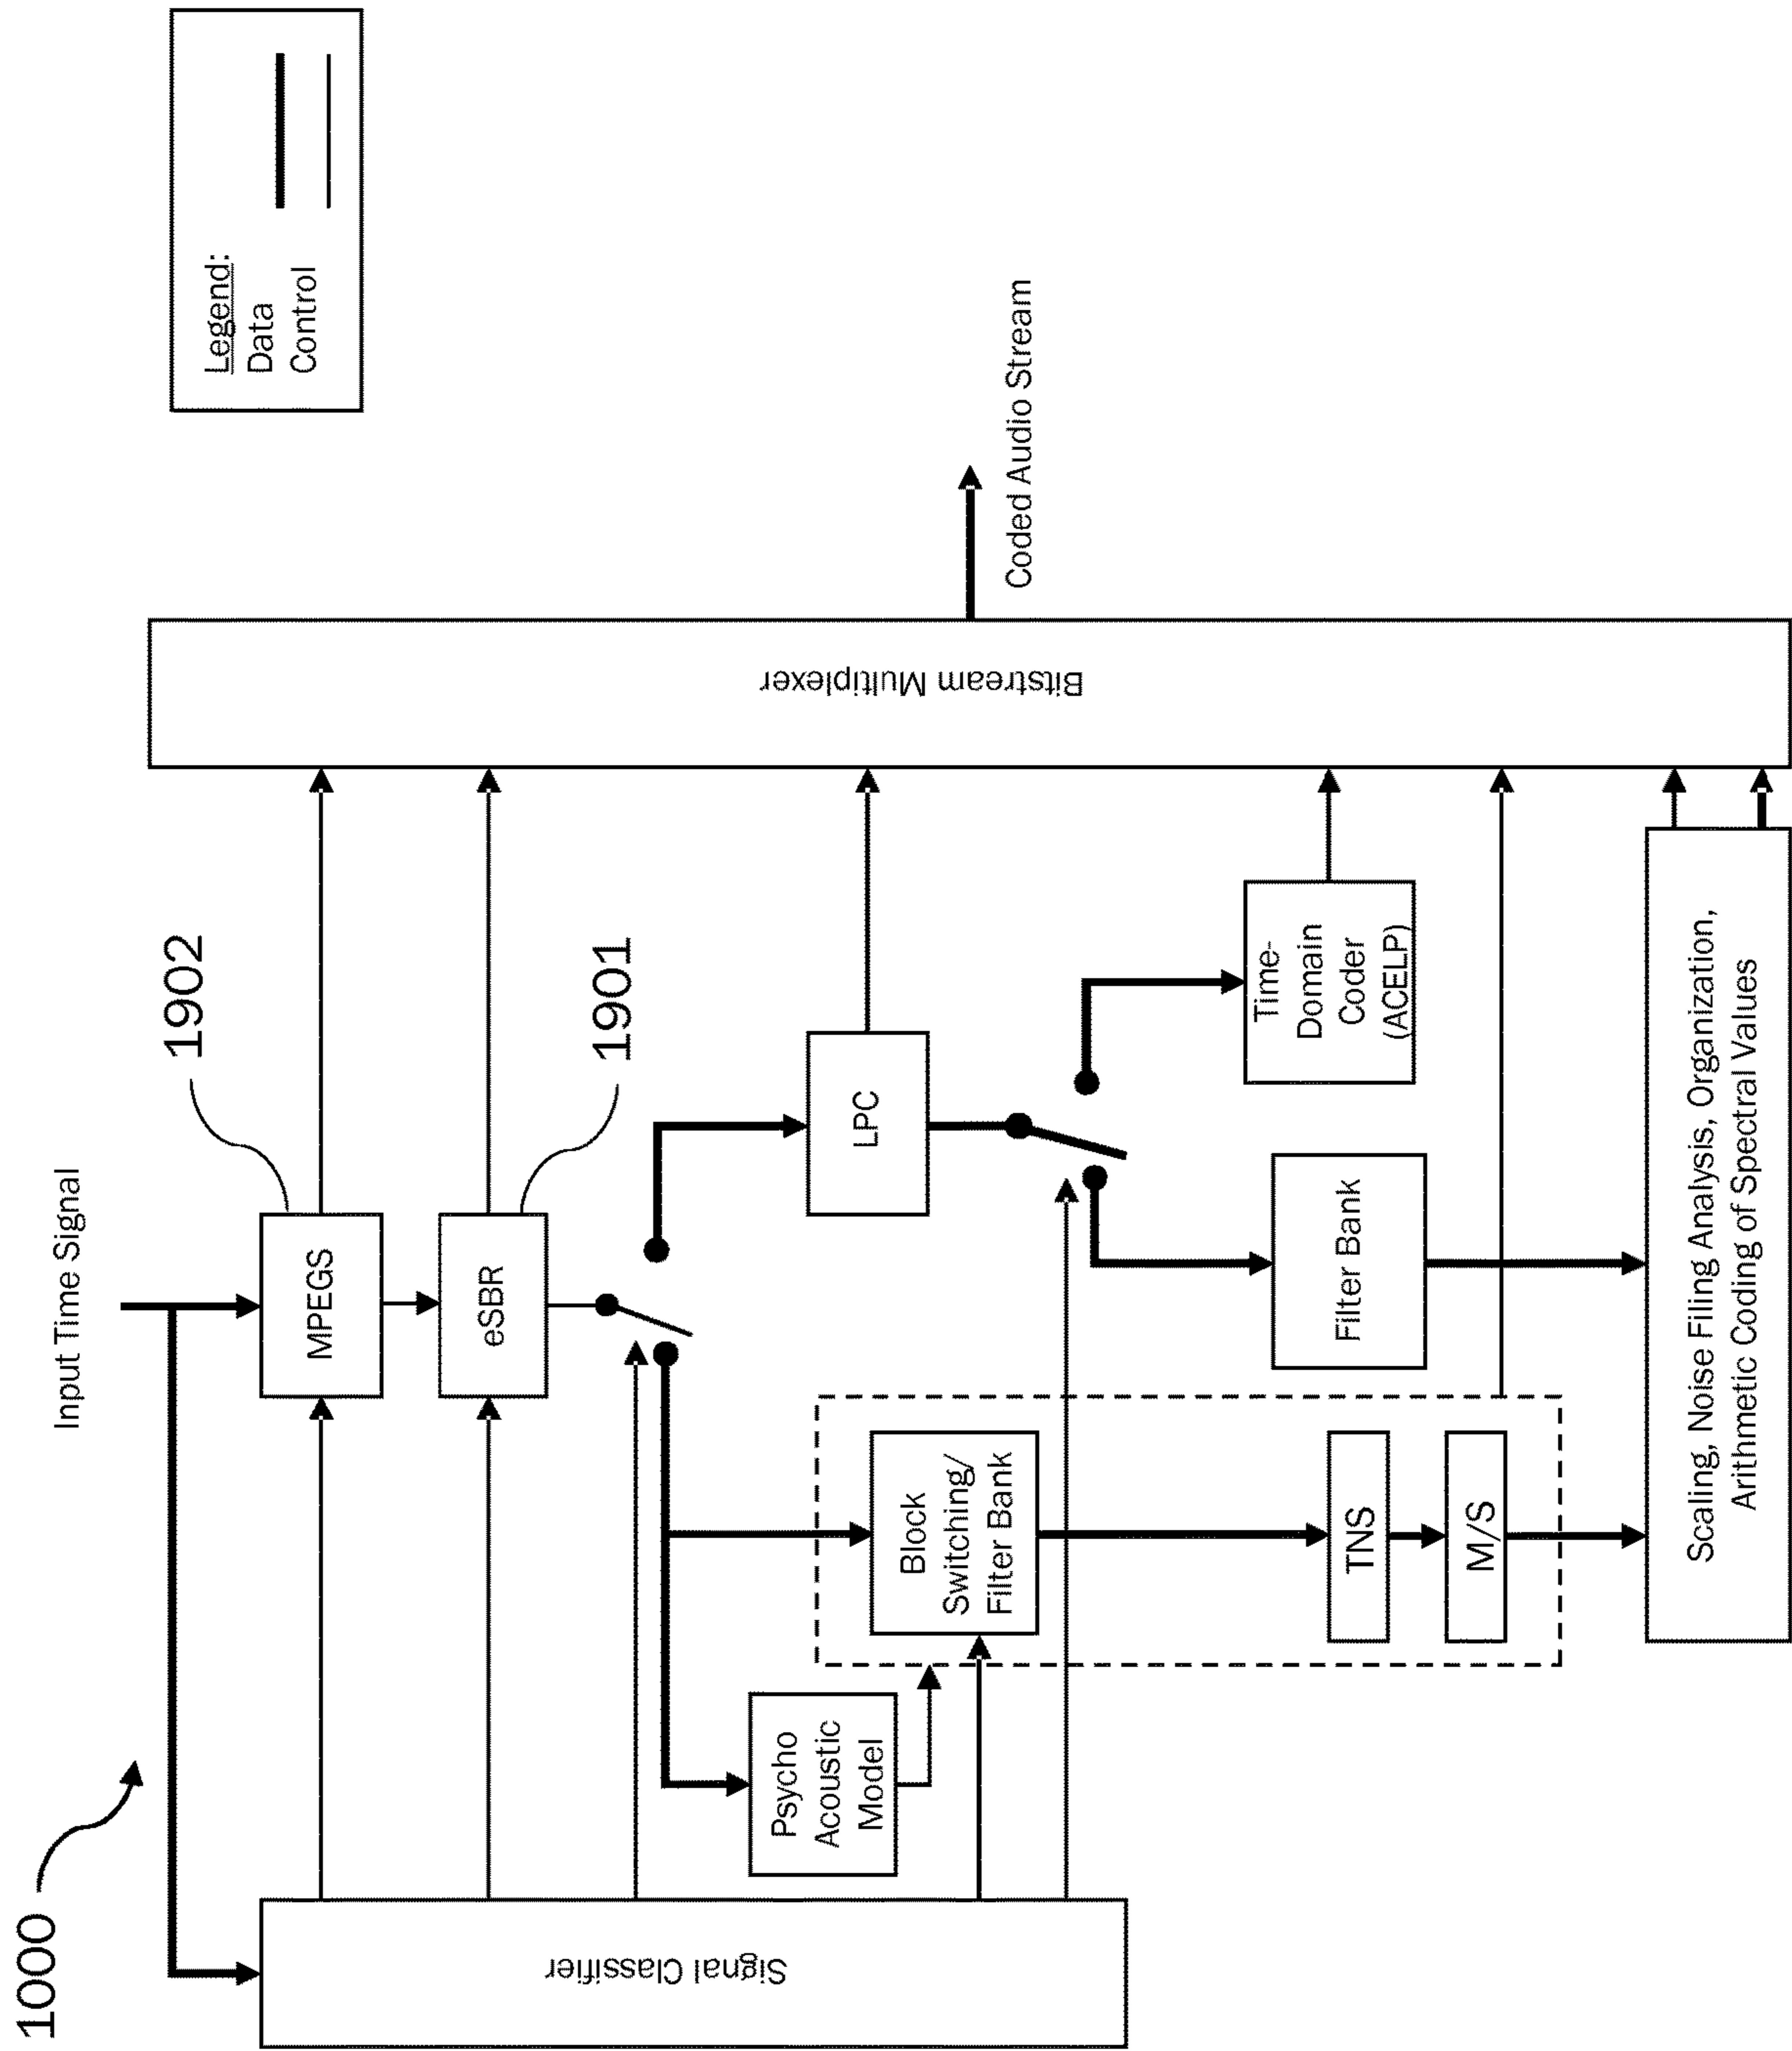 1000
Input Time Signal
Legend:
Data
Control
1902
MPEGS
eSBR
1901
Signal Classifier
Psycho
Acoustic
Model
Block
Switching/
Filter Bank
TNS
M/S
LPC
Filter Bank
Time-
Domain
Coder
(ACELP)
Scaling, Noise Filing Analysis, Organization,
Arithmetic Coding of Spectral Values
Bitstream Multiplexer
Coded Audio Stream